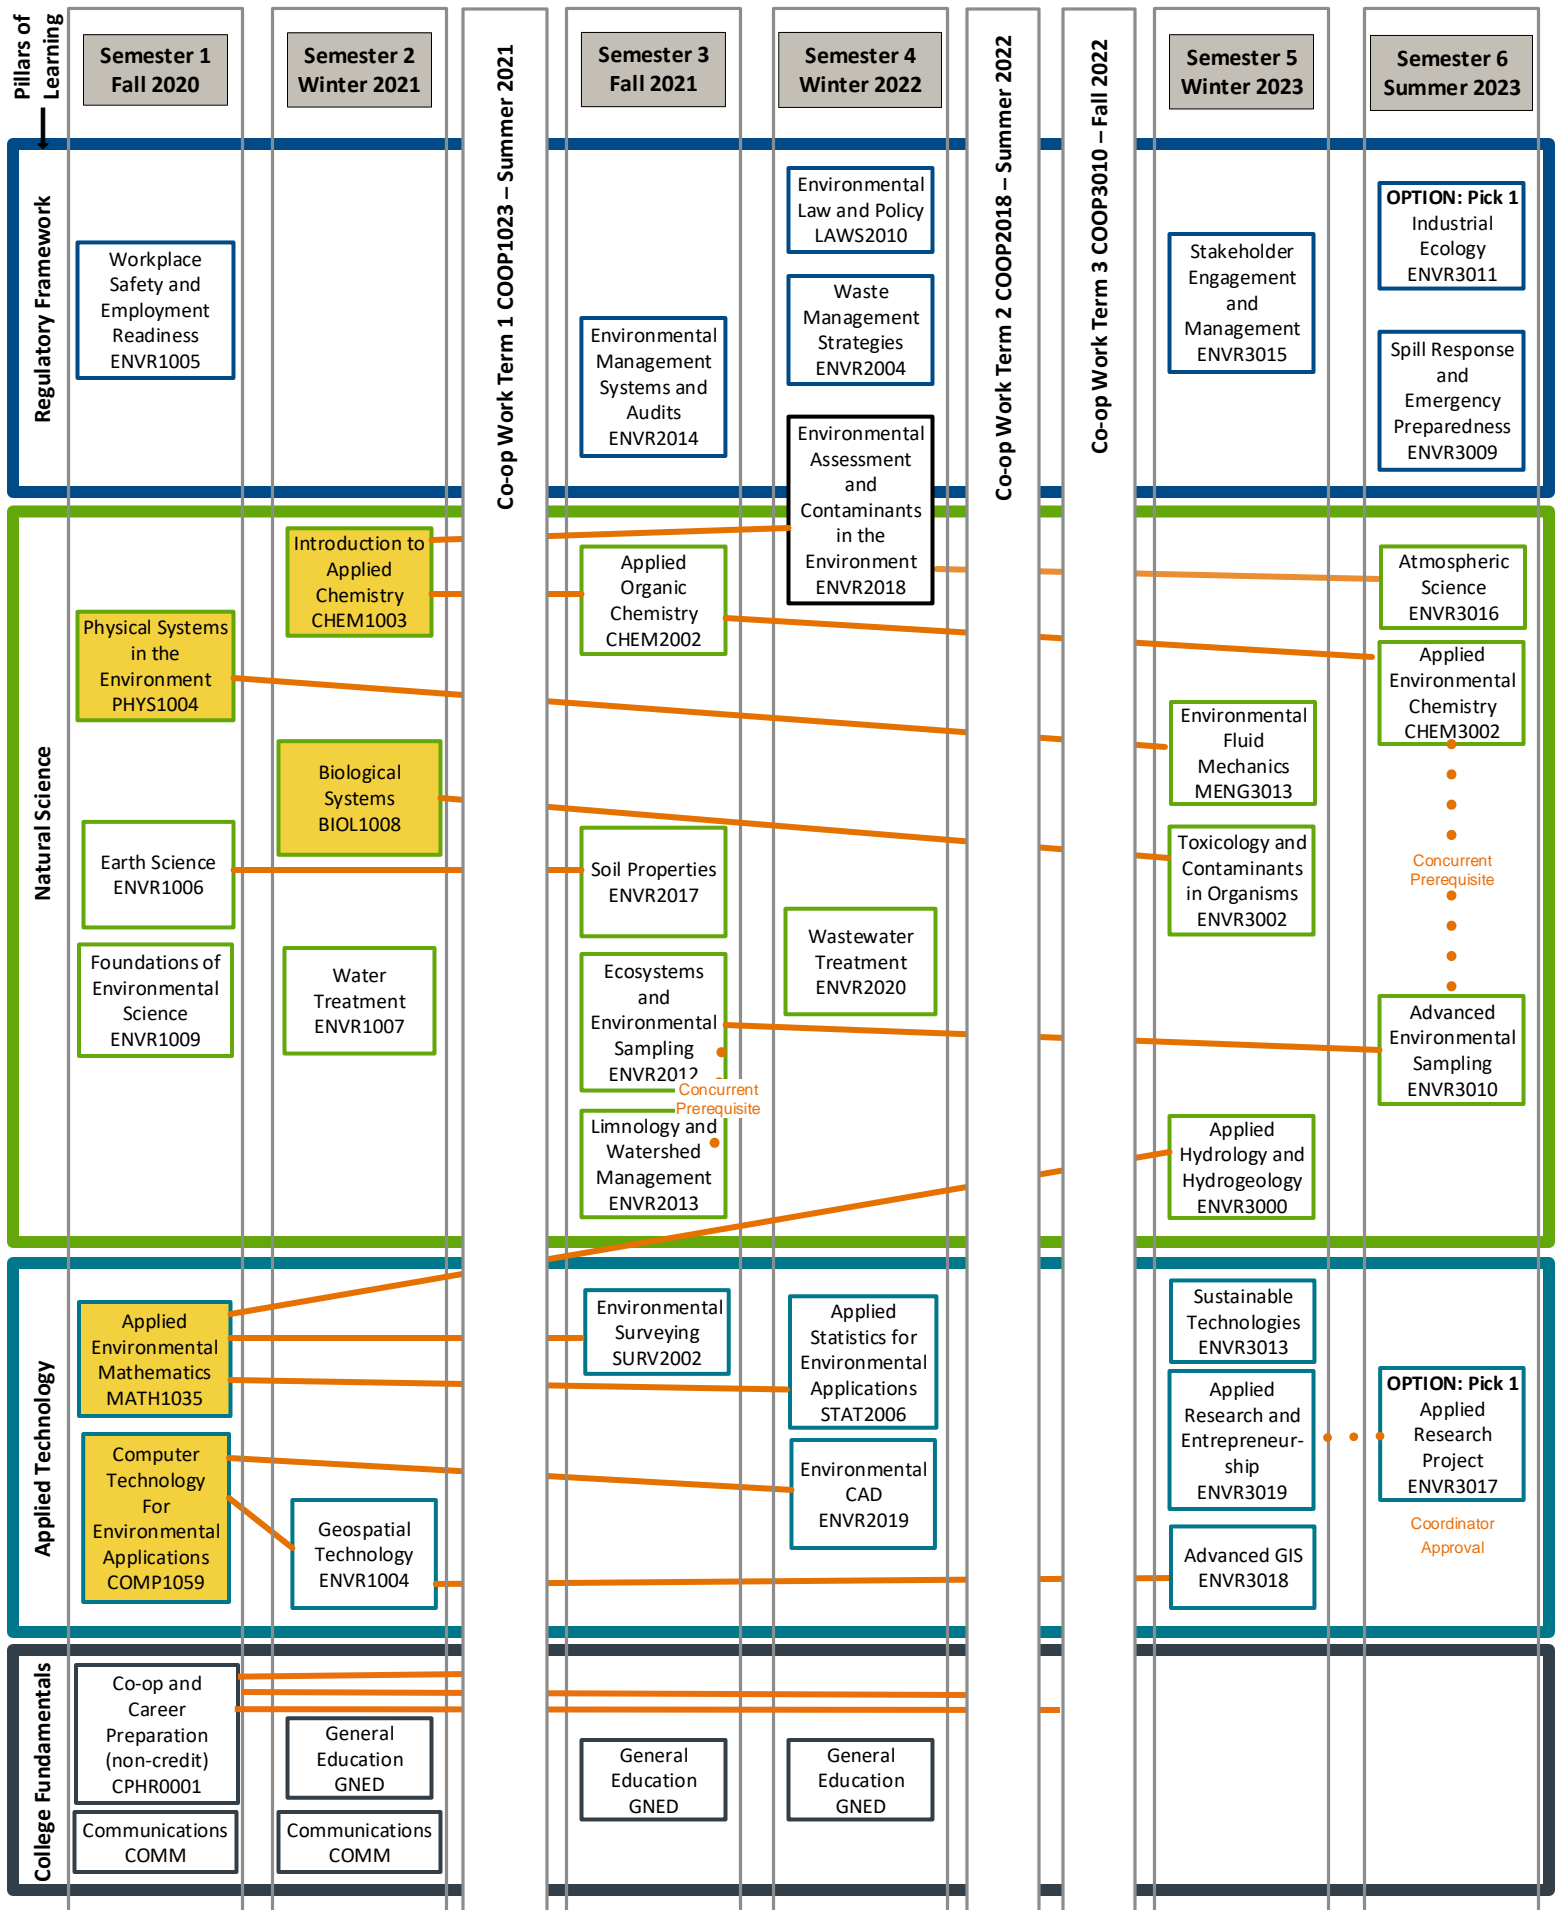 Pillars of
Learning
Semester 1
Fall 2020
Semester 2
Winter 2021
Co-op Work Term 1 COOP1023 – Summer 2021
Semester 3
Fall 2021
Semester 4
Winter 2022
Co-op Work Term 2 COOP2018 – Summer 2022
Co-op Work Term 3 COOP3010 – Fall 2022
Semester 5
Winter 2023
Semester 6
Summer 2023
Regulatory Framework
Workplace
Safety and
Employment
Readiness
ENVR1005
Environmental
Management
Systems and
Audits
ENVR2014
Environmental
Law and Policy
LAWS2010
Waste
Management
Strategies
ENVR2004
Environmental
Assessment
and
Contaminants
in the
Environment
ENVR2018
Stakeholder
Engagement
and
Management
ENVR3015
OPTION: Pick 1
Industrial
Ecology
ENVR3011
Spill Response
and
Emergency
Preparedness
ENVR3009
Natural Science
Physical Systems
in the
Environment
PHYS1004
Earth Science
ENVR1006
Foundations of
Environmental
Science
ENVR1009
Introduction to
Applied
Chemistry
CHEM1003
Biological
Systems
BIOL1008
Water
Treatment
ENVR1007
Applied
Organic
Chemistry
CHEM2002
Soil Properties
ENVR2017
Ecosystems
and
Environmental
Sampling
ENVR2012
Concurrent
Prerequisite
Limnology and
Watershed
Management
ENVR2013
Wastewater
Treatment
ENVR2020
Environmental
Fluid
Mechanics
MENG3013
Toxicology and
Contaminants
in Organisms
ENVR3002
Applied
Hydrology and
Hydrogeology
ENVR3000
Atmospheric
Science
ENVR3016
Applied
Environmental
Chemistry
CHEM3002
Concurrent
Prerequisite
Advanced
Environmental
Sampling
ENVR3010
Applied Technology
Applied
Environmental
Mathematics
MATH1035
Computer
Technology
For
Environmental
Applications
COMP1059
Geospatial
Technology
ENVR1004
Environmental
Surveying
SURV2002
Applied
Statistics for
Environmental
Applications
STAT2006
Environmental
CAD
ENVR2019
Sustainable
Technologies
ENVR3013
Applied
Research and
Entrepreneur-
ship
ENVR3019
Advanced GIS
ENVR3018
OPTION: Pick 1
Applied
Research
Project
ENVR3017
Coordinator
Approval
College Fundamentals
Co-op and
Career
Preparation
(non-credit)
CPHR0001
Communications
COMM
General
Education
GNED
Communications
COMM
General
Education
GNED
General
Education
GNED